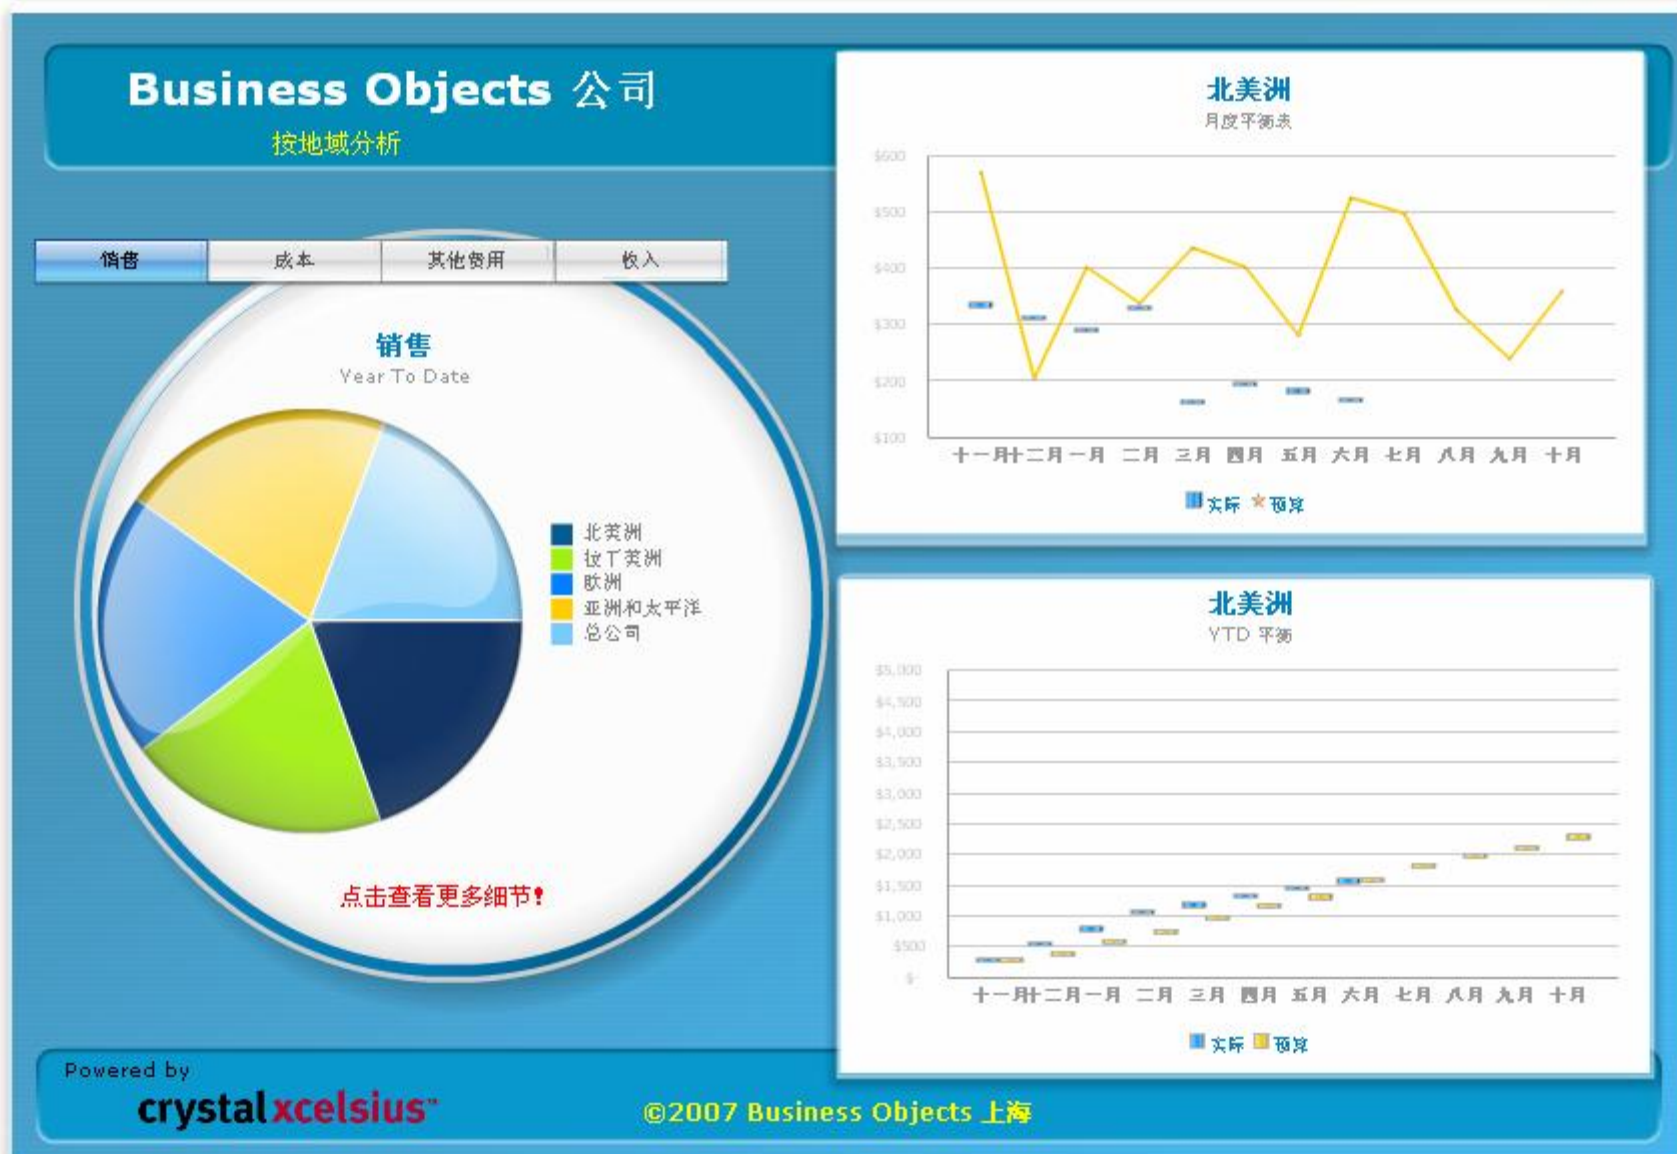 Business Objects 公司
按地域分析
销售 成本 其他费用 收入
销售
Year To Date
北美洲
拉丁美洲
欧洲
亚洲和太平洋
总公司
点击查看更多细节!
北美洲
月度平衡表
$600
$500
$400
$300
$200
$100
十一月 十二月 一月 二月 三月 四月 五月 六月 七月 八月 九月 十月
实际 预算
北美洲
YTD 平衡
$5,000
$4,500
$4,000
$3,500
$3,000
$2,500
$2,000
$1,500
$1,000
$500
$-
十一月 十二月 一月 二月 三月 四月 五月 六月 七月 八月 九月 十月
实际 预算
Powered by
crystal xcelsius™
©2007 Business Objects 上海